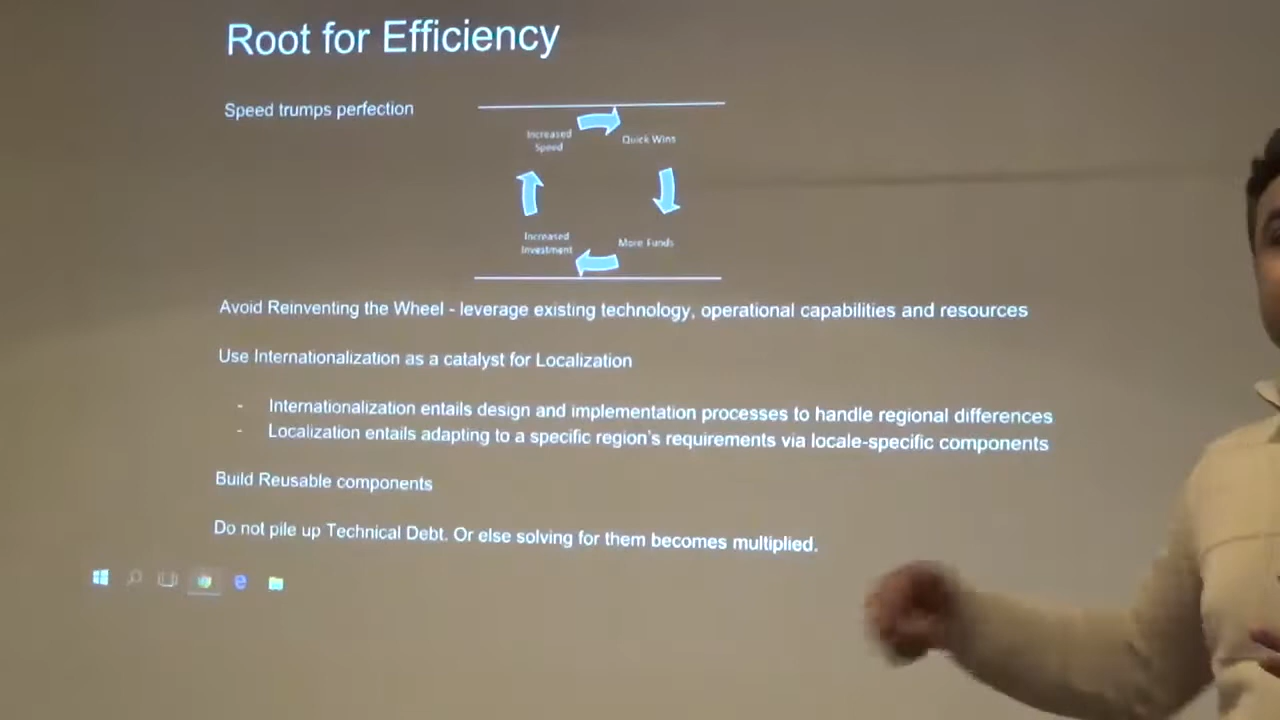 Root for Efficiency
Speed trumps perfection
Increased
Speed
Quick Wins
Increased
Investment
More Funds
Avoid Reinventing the Wheel - leverage existing technology, operational capabilities and resources
Use Internationalization as a catalyst for Localization
- Internationalization entails design and implementation processes to handle regional differences
- Localization entails adapting to a specific region's requirements via locale-specific components
Build Reusable components
Do not pile up Technical Debt. Or else solving for them becomes multiplied.